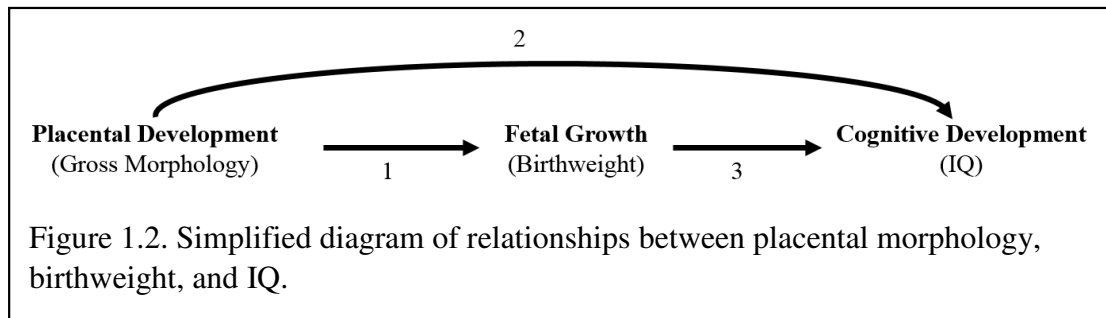 2
Placental Development
(Gross Morphology)
1
Fetal Growth
(Birthweight)
3
Cognitive Development
(IQ)
Figure 1.2. Simplified diagram of relationships between placental morphology,
birthweight, and IQ.